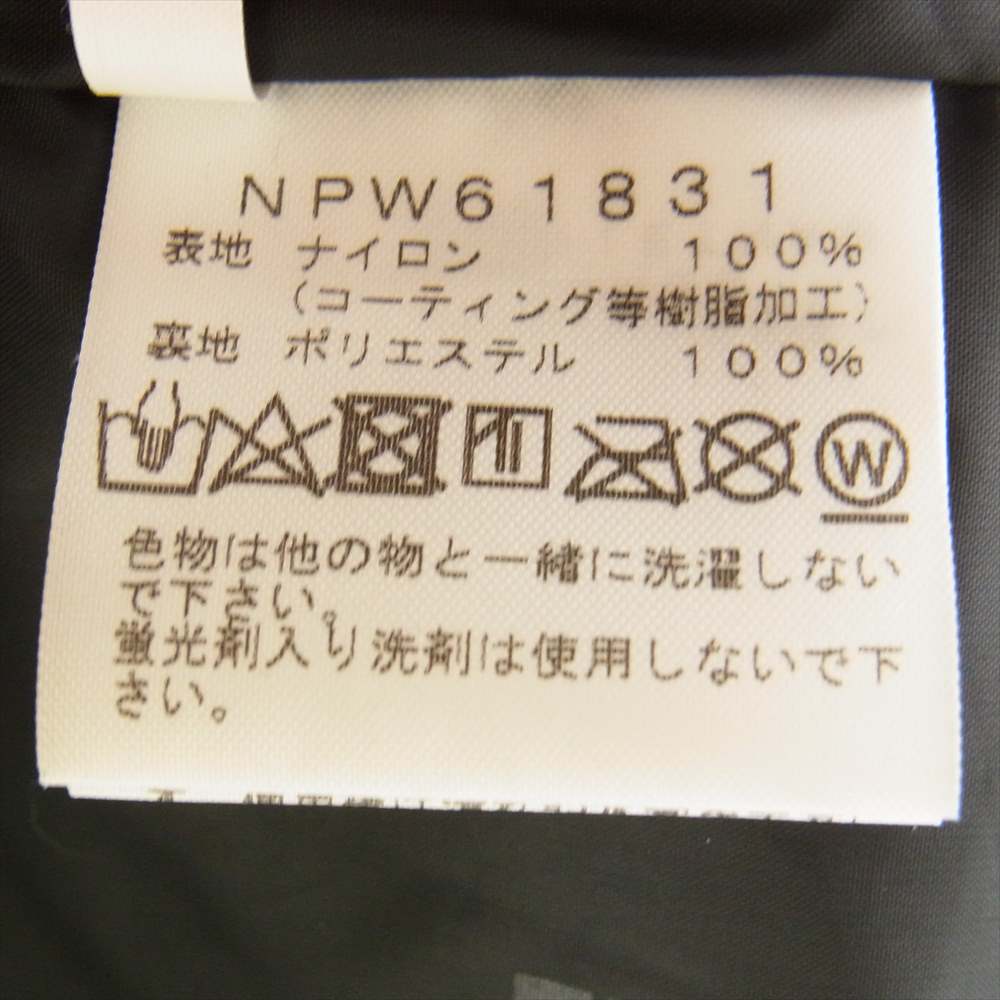 NPW61831
表地 ナイロン 100%
(コーティング等樹脂加工)
裏地 ポリエステル 100%
W
色物は他の物と一緒に洗濯しない
で下さい。
蛍光剤入り洗剤は使用しないで下
さい。